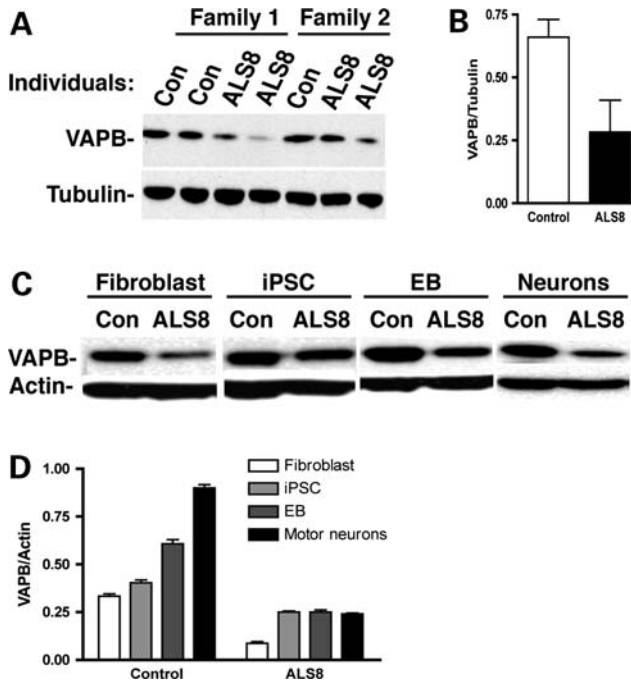 A
Family 1 Family 2
Individuals: Con Con ALS8 ALS8 Con ALS8 ALS8
VAPB-
Tubulin-
B
VAPB/Tubulin
0.75
0.50
0.25
0.00
Control ALS8
C
Fibroblast iPSC EB Neurons
Con ALS8 Con ALS8 Con ALS8 Con ALS8
VAPB-
Actin-
D
VAPB/Actin
1.00
0.75
0.50
0.25
0.00
Control ALS8
Fibroblast
iPSC
EB
Motor neurons